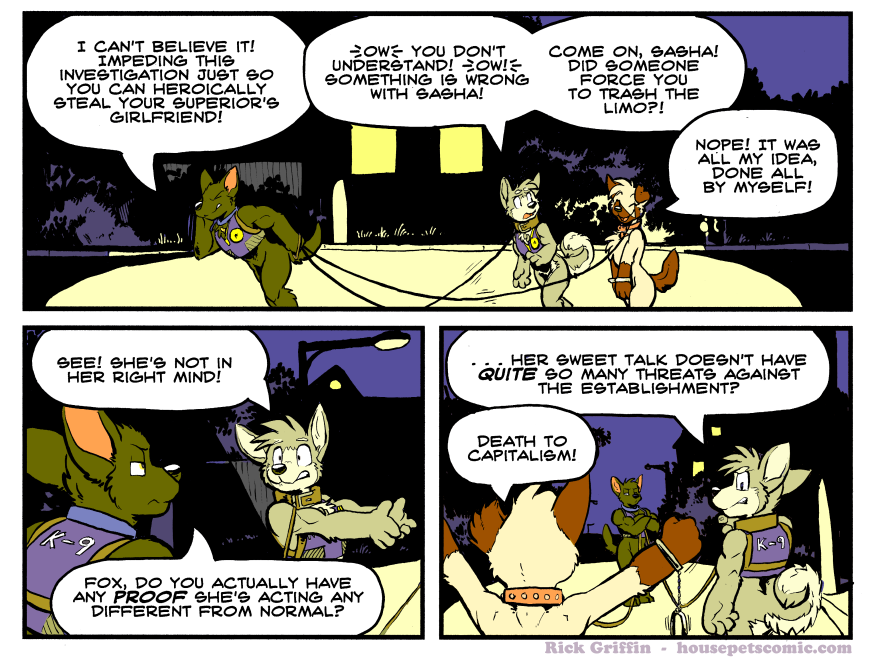 I CAN'T BELIEVE IT!
IMPEDING THIS
INVESTIGATION JUST SO
YOU CAN HEROICALLY
STEAL YOUR SUPERIOR'S
GIRLFRIEND!
OW YOU DON'T
UNDERSTAND! OW!
SOMETHING IS WRONG
WITH SASHA!
COME ON, SASHA!
DID SOMEONE
FORCE YOU
TO TRASH THE
LIMO?!
NOPE! IT WAS
ALL MY IDEA,
DONE ALL
BY MYSELF!
SEE! SHE'S NOT IN
HER RIGHT MIND!
K-9
FOX, DO YOU ACTUALLY HAVE
ANY PROOF SHE'S ACTING ANY
DIFFERENT FROM NORMAL?
. . . HER SWEET TALK DOESN'T HAVE
QUITE SO MANY THREATS AGAINST
THE ESTABLISHMENT?
DEATH TO
CAPITALISM!
K-9
Rick Griffin - housepetscomic.com